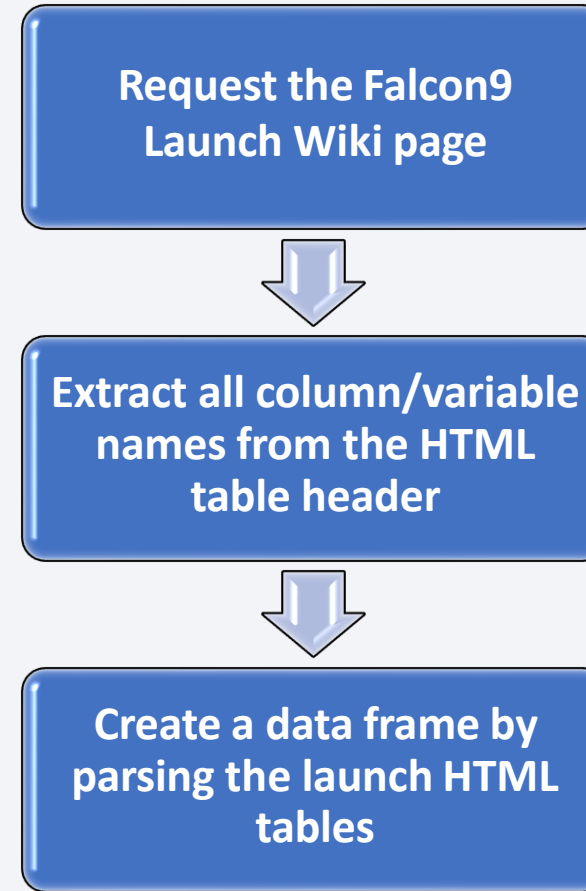 Request the Falcon9
Launch Wiki page
Extract all column/variable
names from the HTML
table header
Create a data frame by
parsing the launch HTML
tables